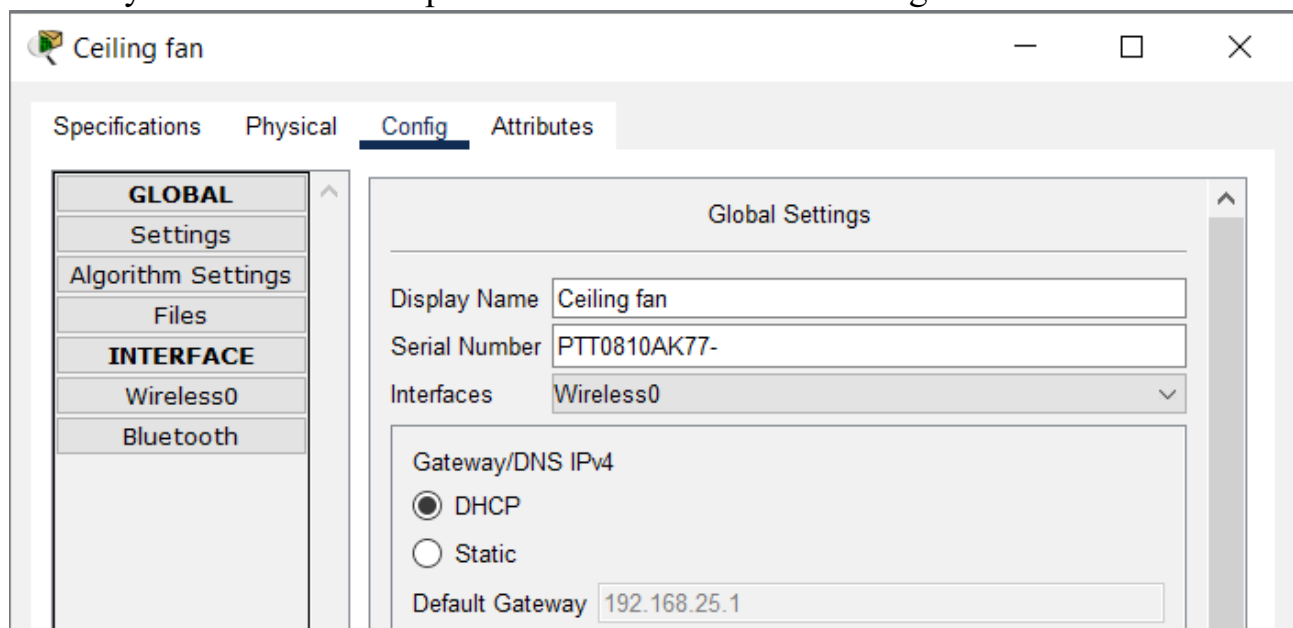 Ceiling fan
Specifications Physical Config Attributes
GLOBAL
Settings
Algorithm Settings
Files
INTERFACE
Wireless0
Bluetooth
Global Settings
Display Name Ceiling fan
Serial Number PTT0810AK77-
Interfaces Wireless0
Gateway/DNS IPv4
DHCP
Static
Default Gateway 192.168.25.1